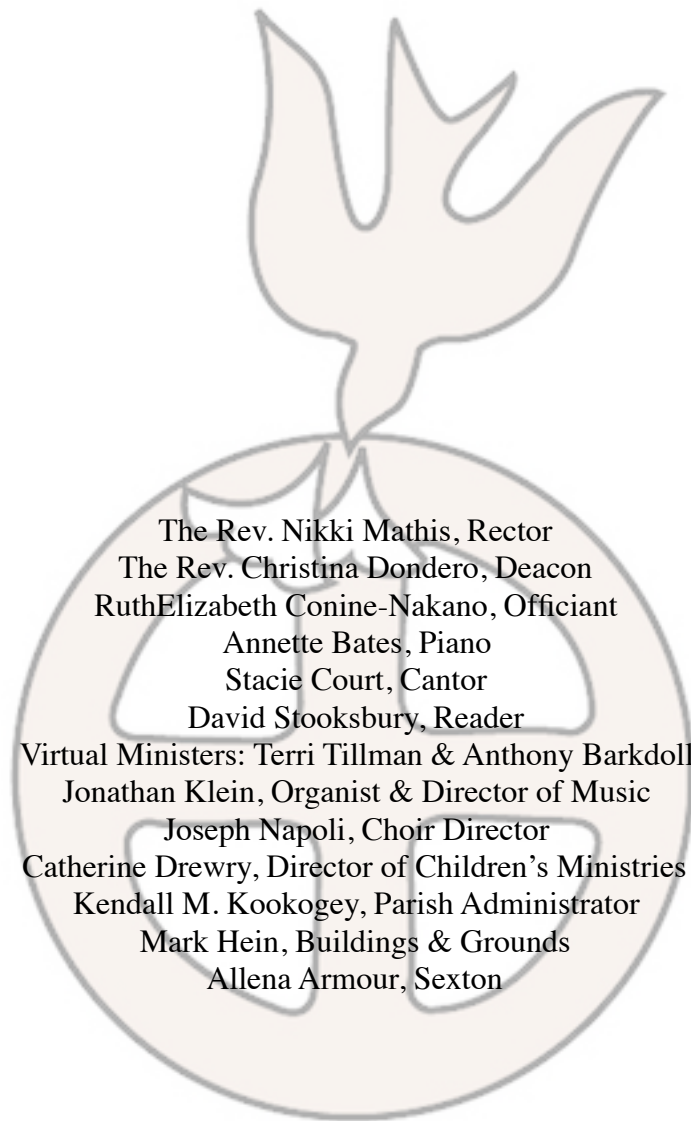 The Rev. Nikki Mathis, Rector
The Rev. Christina Dondero, Deacon
RuthElizabeth Conine-Nakano, Officiant
Annette Bates, Piano
Stacie Court, Cantor
David Stooksbury, Reader
Virtual Ministers: Terri Tillman & Anthony Barkdoll
Jonathan Klein, Organist & Director of Music
Joseph Napoli, Choir Director
Catherine Drewry, Director of Children’s Ministries
Kendall M. Kookogey, Parish Administrator
Mark Hein, Buildings & Grounds
Allena Armour, Sexton